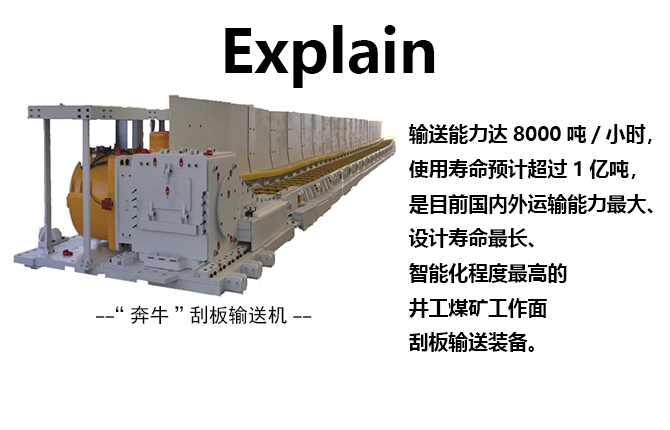 Explain
输送能力达 8000 吨 / 小时，
使用寿命预计超过 1 亿吨，
是目前国内外运输能力最大、
设计寿命最长、
智能化程度最高的
井工煤矿工作面
刮板输送装备。
--“ 奔牛 ” 刮板输送机 --